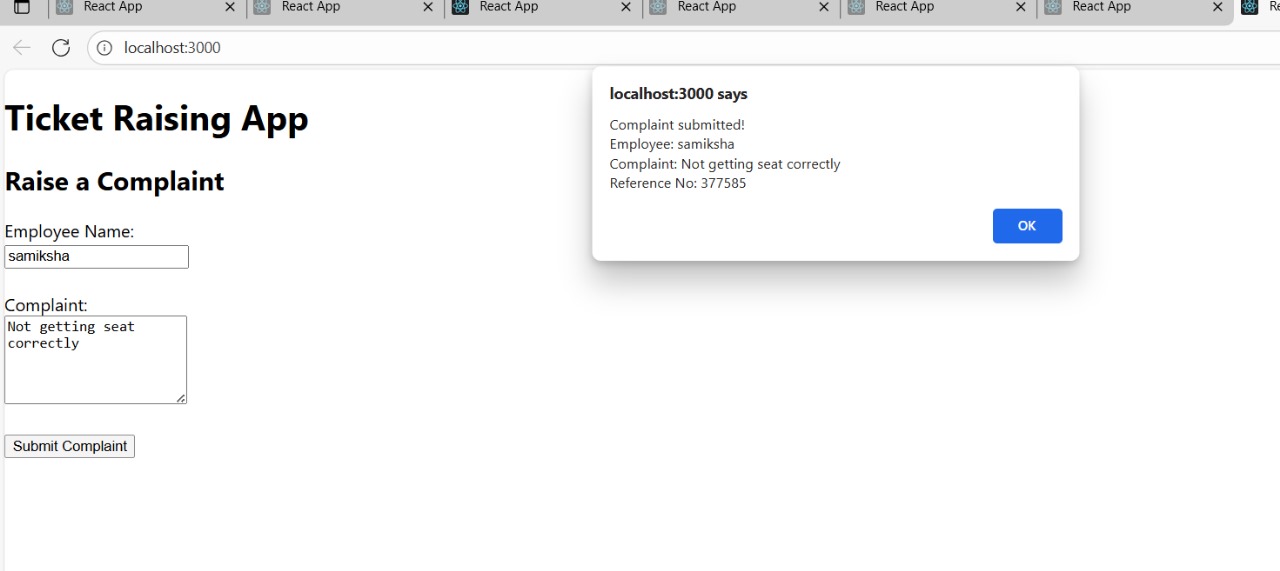 React App React App React App React App React App React App Re
localhost:3000
localhost:3000 says
Complaint submitted!
Employee: samiksha
Complaint: Not getting seat correctly
Reference No: 377585
OK
Ticket Raising App
Raise a Complaint
Employee Name:
samiksha
Complaint:
Not getting seat
correctly
Submit Complaint